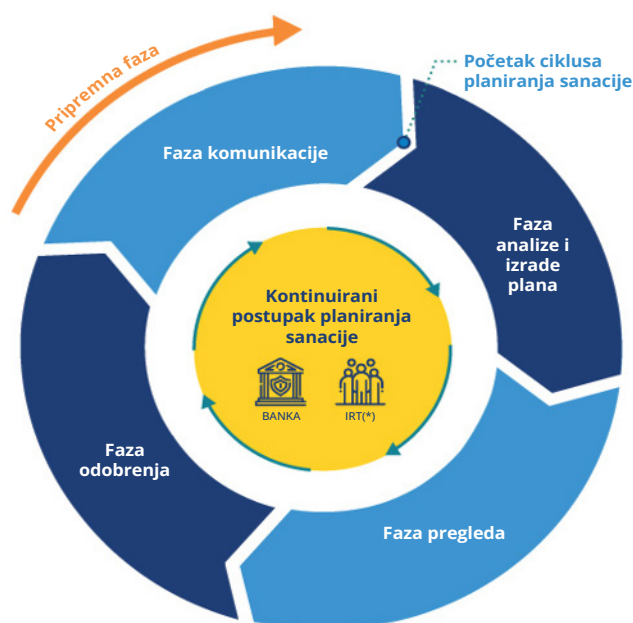 Pripremna faza
Početak ciklusa
planiranja sanacije
Faza komunikacije
Faza
analize i
izrade
plana
Kontinuirani
postupak planiranja
sanacije
BANKA
IRT(*)
Faza
odobrenja
Faza pregleda